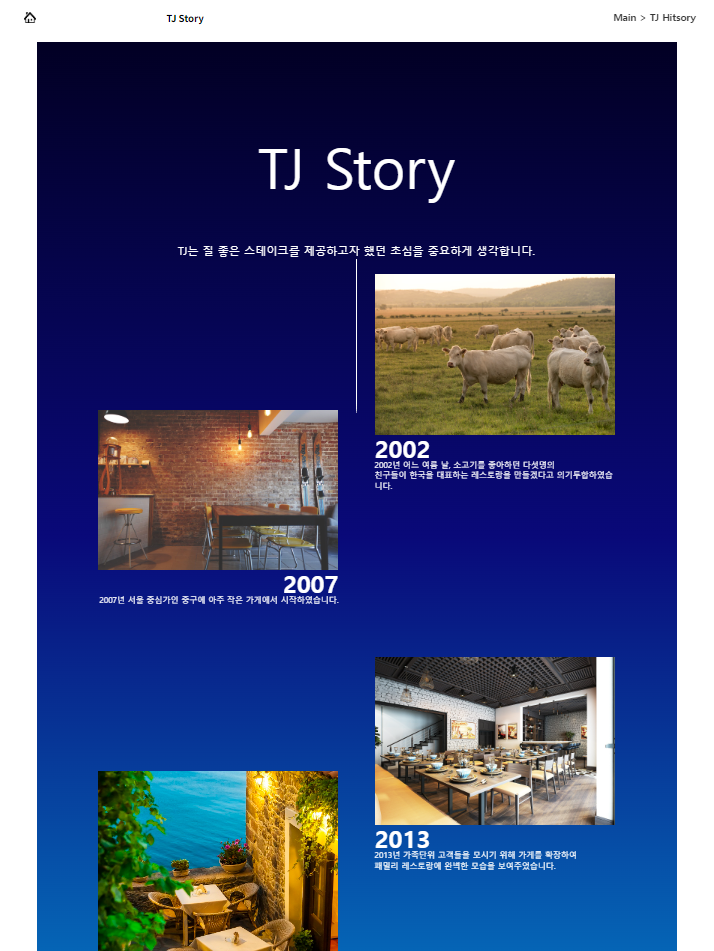 TJ Story
Main > TJ Hitsory
TJ Story
TJ는 질 좋은 스테이크를 제공하고자 했던 초심을 중요하게 생각합니다.
2002
2002년 어느 여름 날, 소고기를 좋아하던 다섯명의
친구들이 한국을 대표하는 레스토랑을 만들겠다고 의기투합하였습
니다.
2007
2007년 서울 중심가인 중구에 아주 작은 가게에서 시작하였습니다.
2013
2013년 가족단위 고객들을 모시기 위해 가게를 확장하여
패밀리 레스토랑에 완벽한 모습을 보여주었습니다.